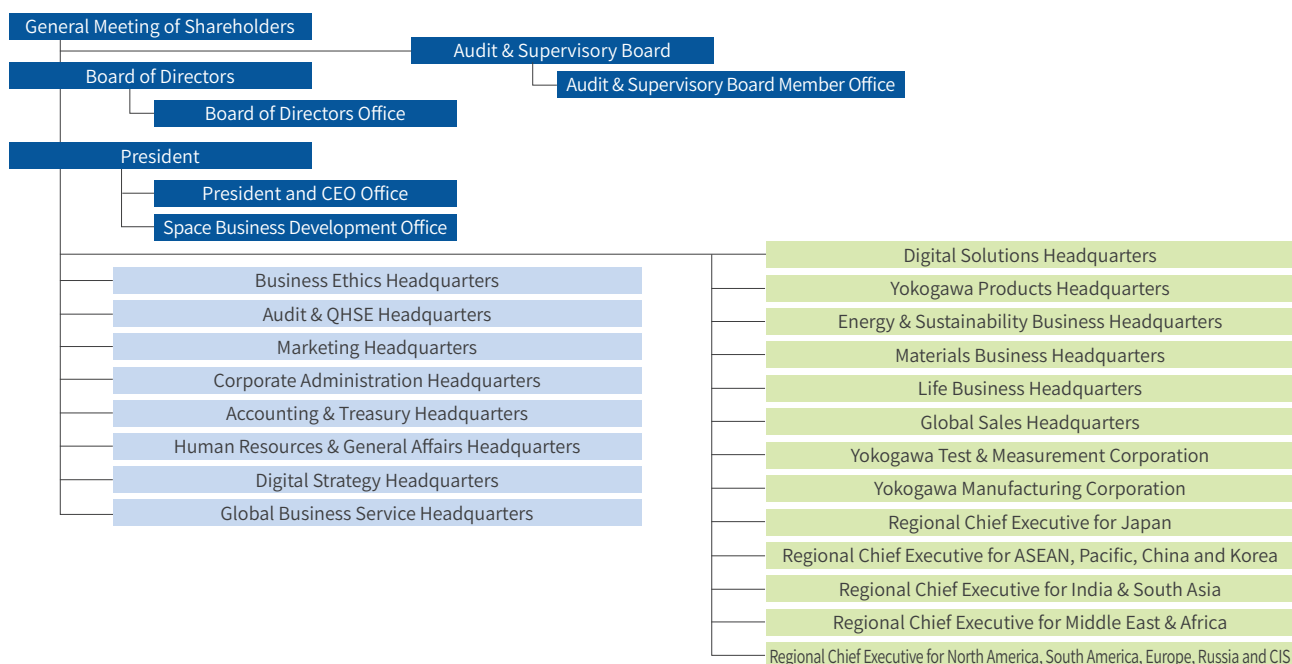 General Meeting of Shareholders
Audit & Supervisory Board
Board of Directors
Audit & Supervisory Board Member Office
Board of Directors Office
President
President and CEO Office
Space Business Development Office
Business Ethics Headquarters
Audit & QHSE Headquarters
Marketing Headquarters
Corporate Administration Headquarters
Accounting & Treasury Headquarters
Human Resources & General Affairs Headquarters
Digital Strategy Headquarters
Global Business Service Headquarters
Digital Solutions Headquarters
Yokogawa Products Headquarters
Energy & Sustainability Business Headquarters
Materials Business Headquarters
Life Business Headquarters
Global Sales Headquarters
Yokogawa Test & Measurement Corporation
Yokogawa Manufacturing Corporation
Regional Chief Executive for Japan
Regional Chief Executive for ASEAN, Pacific, China and Korea
Regional Chief Executive for India & South Asia
Regional Chief Executive for Middle East & Africa
Regional Chief Executive for North America, South America, Europe, Russia and CIS